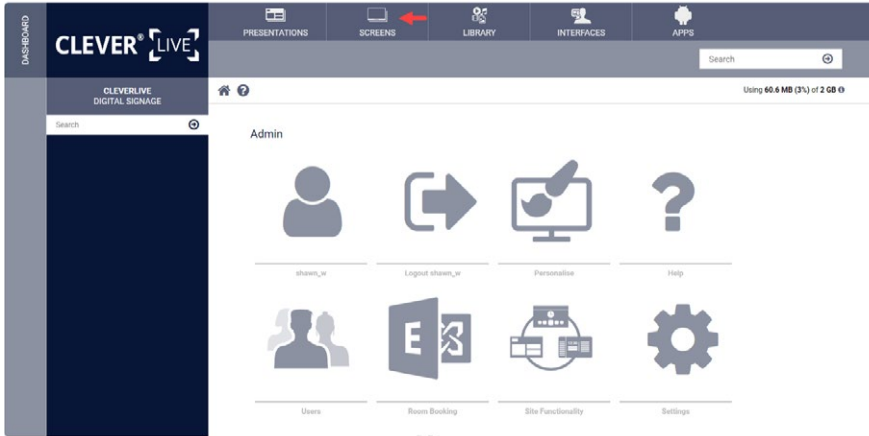 DASHBOARD
CLEVER® [LIVE]
PRESENTATIONS
SCREENS
LIBRARY
INTERFACES
APPS
Search
CLEVERLIVE
DIGITAL SIGNAGE
Using 60.6 MB (3%) of 2 GB
Search
Admin
shawn_w
Logout shawn_w
Personalise
Help
E
Users
Room Booking
Site Functionality
Settings